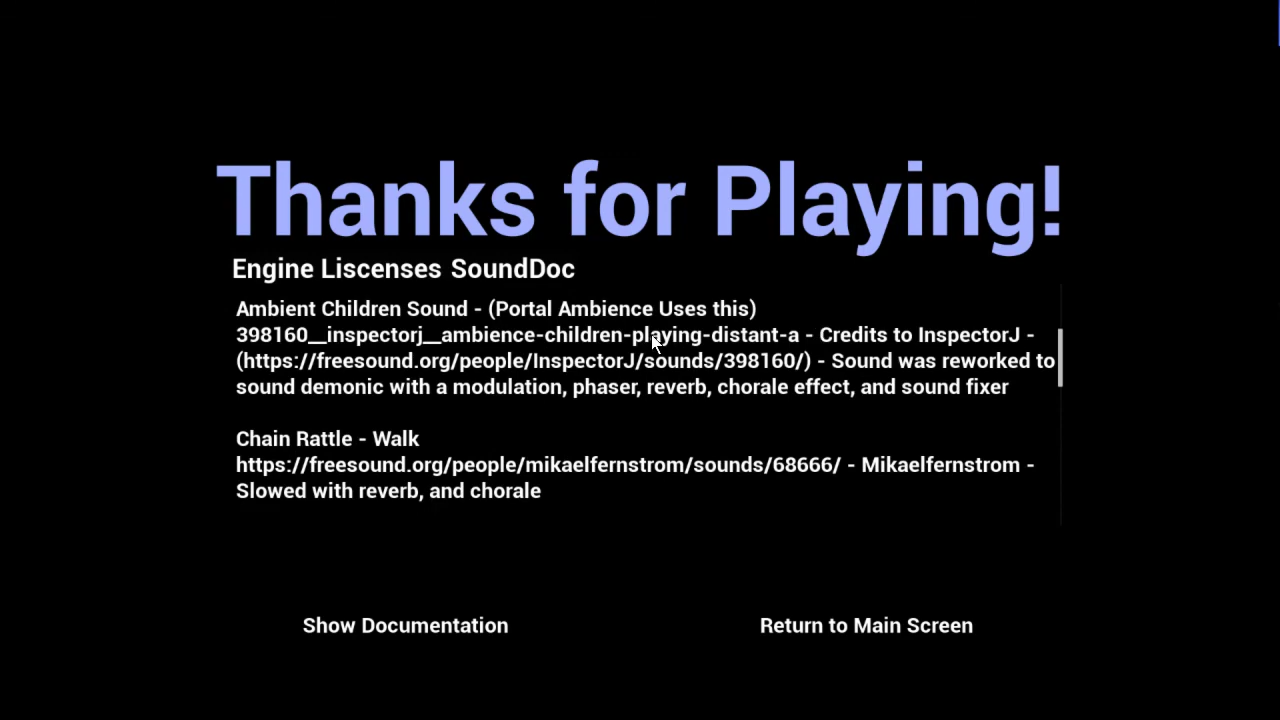 Thanks for Playing!
Engine Liscenses SoundDoc
Ambient Children Sound - (Portal Ambience Uses this)
398160__inspectorj__ambience-children-playing-distant-a - Credits to InspectorJ -
(https://freesound.org/people/InspectorJ/sounds/398160/) - Sound was reworked to
sound demonic with a modulation, phaser, reverb, chorale effect, and sound fixer
Chain Rattle - Walk
https://freesound.org/people/mikaelfernstrom/sounds/68666/ - Mikaelfernstrom -
Slowed with reverb, and chorale
Show Documentation
Return to Main Screen